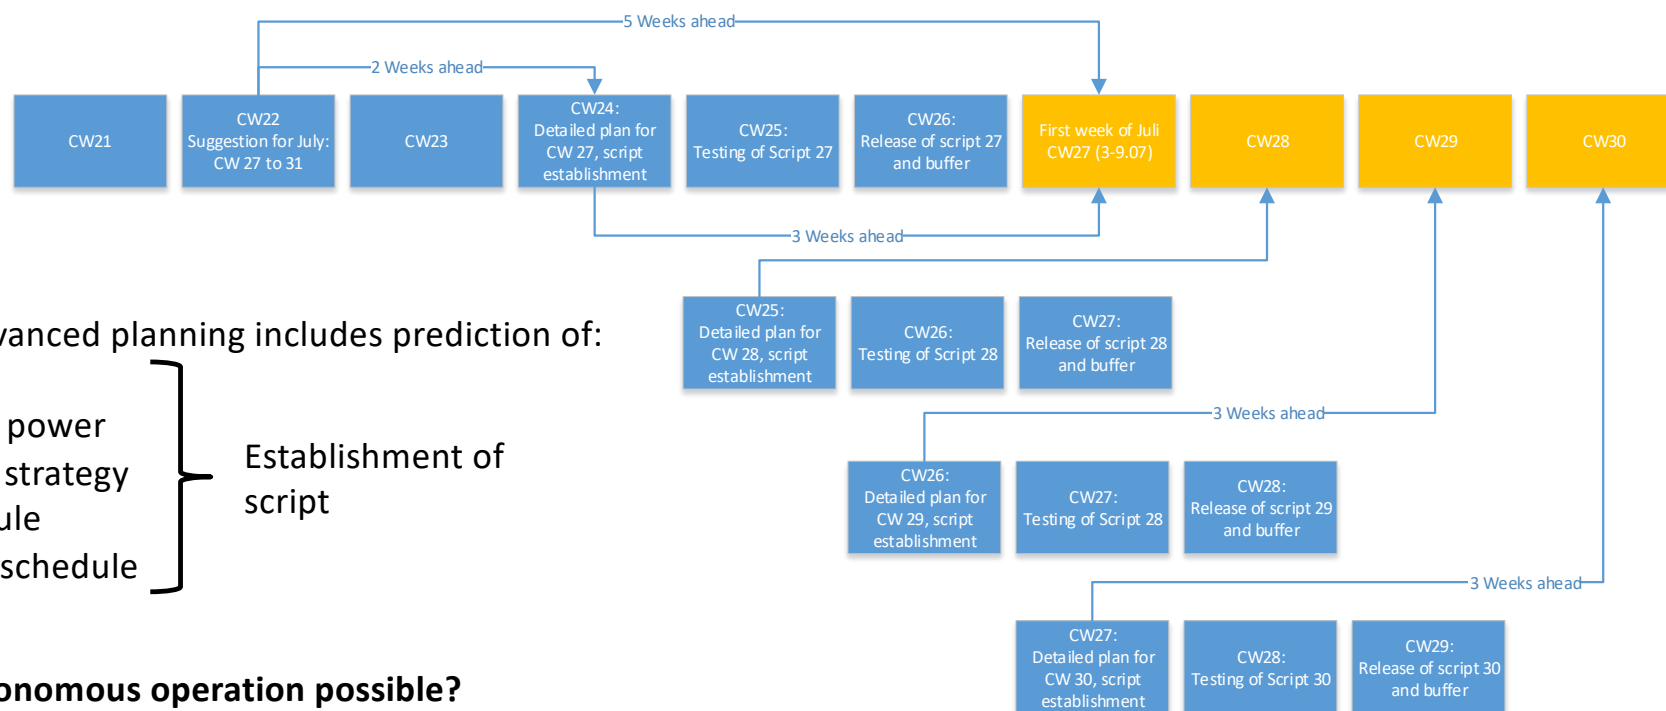 5 Weeks ahead
2 Weeks ahead
CW21
CW22
Suggestion for July:
CW 27 to 31
CW23
CW24:
Detailed plan for
CW 27, script
establishment
CW25:
Testing of Script 27
CW26:
Release of script 27
and buffer
First week of Juli
CW27 (3-9.07)
CW28
CW29
CW30
3 Weeks ahead
CW25:
Detailed plan for
CW 28, script
establishment
CW26:
Testing of Script 28
CW27:
Release of script 28
and buffer
vanced planning includes prediction of:
power
strategy
ule
schedule
Establishment of
script
3 Weeks ahead
CW26:
Detailed plan for
CW 29, script
establishment
CW27:
Testing of Script 28
CW28:
Release of script 29
and buffer
3 Weeks ahead
CW27:
Detailed plan for
CW 30, script
establishment
CW28:
Testing of Script 30
CW29:
Release of script 30
and buffer
onomous operation possible?